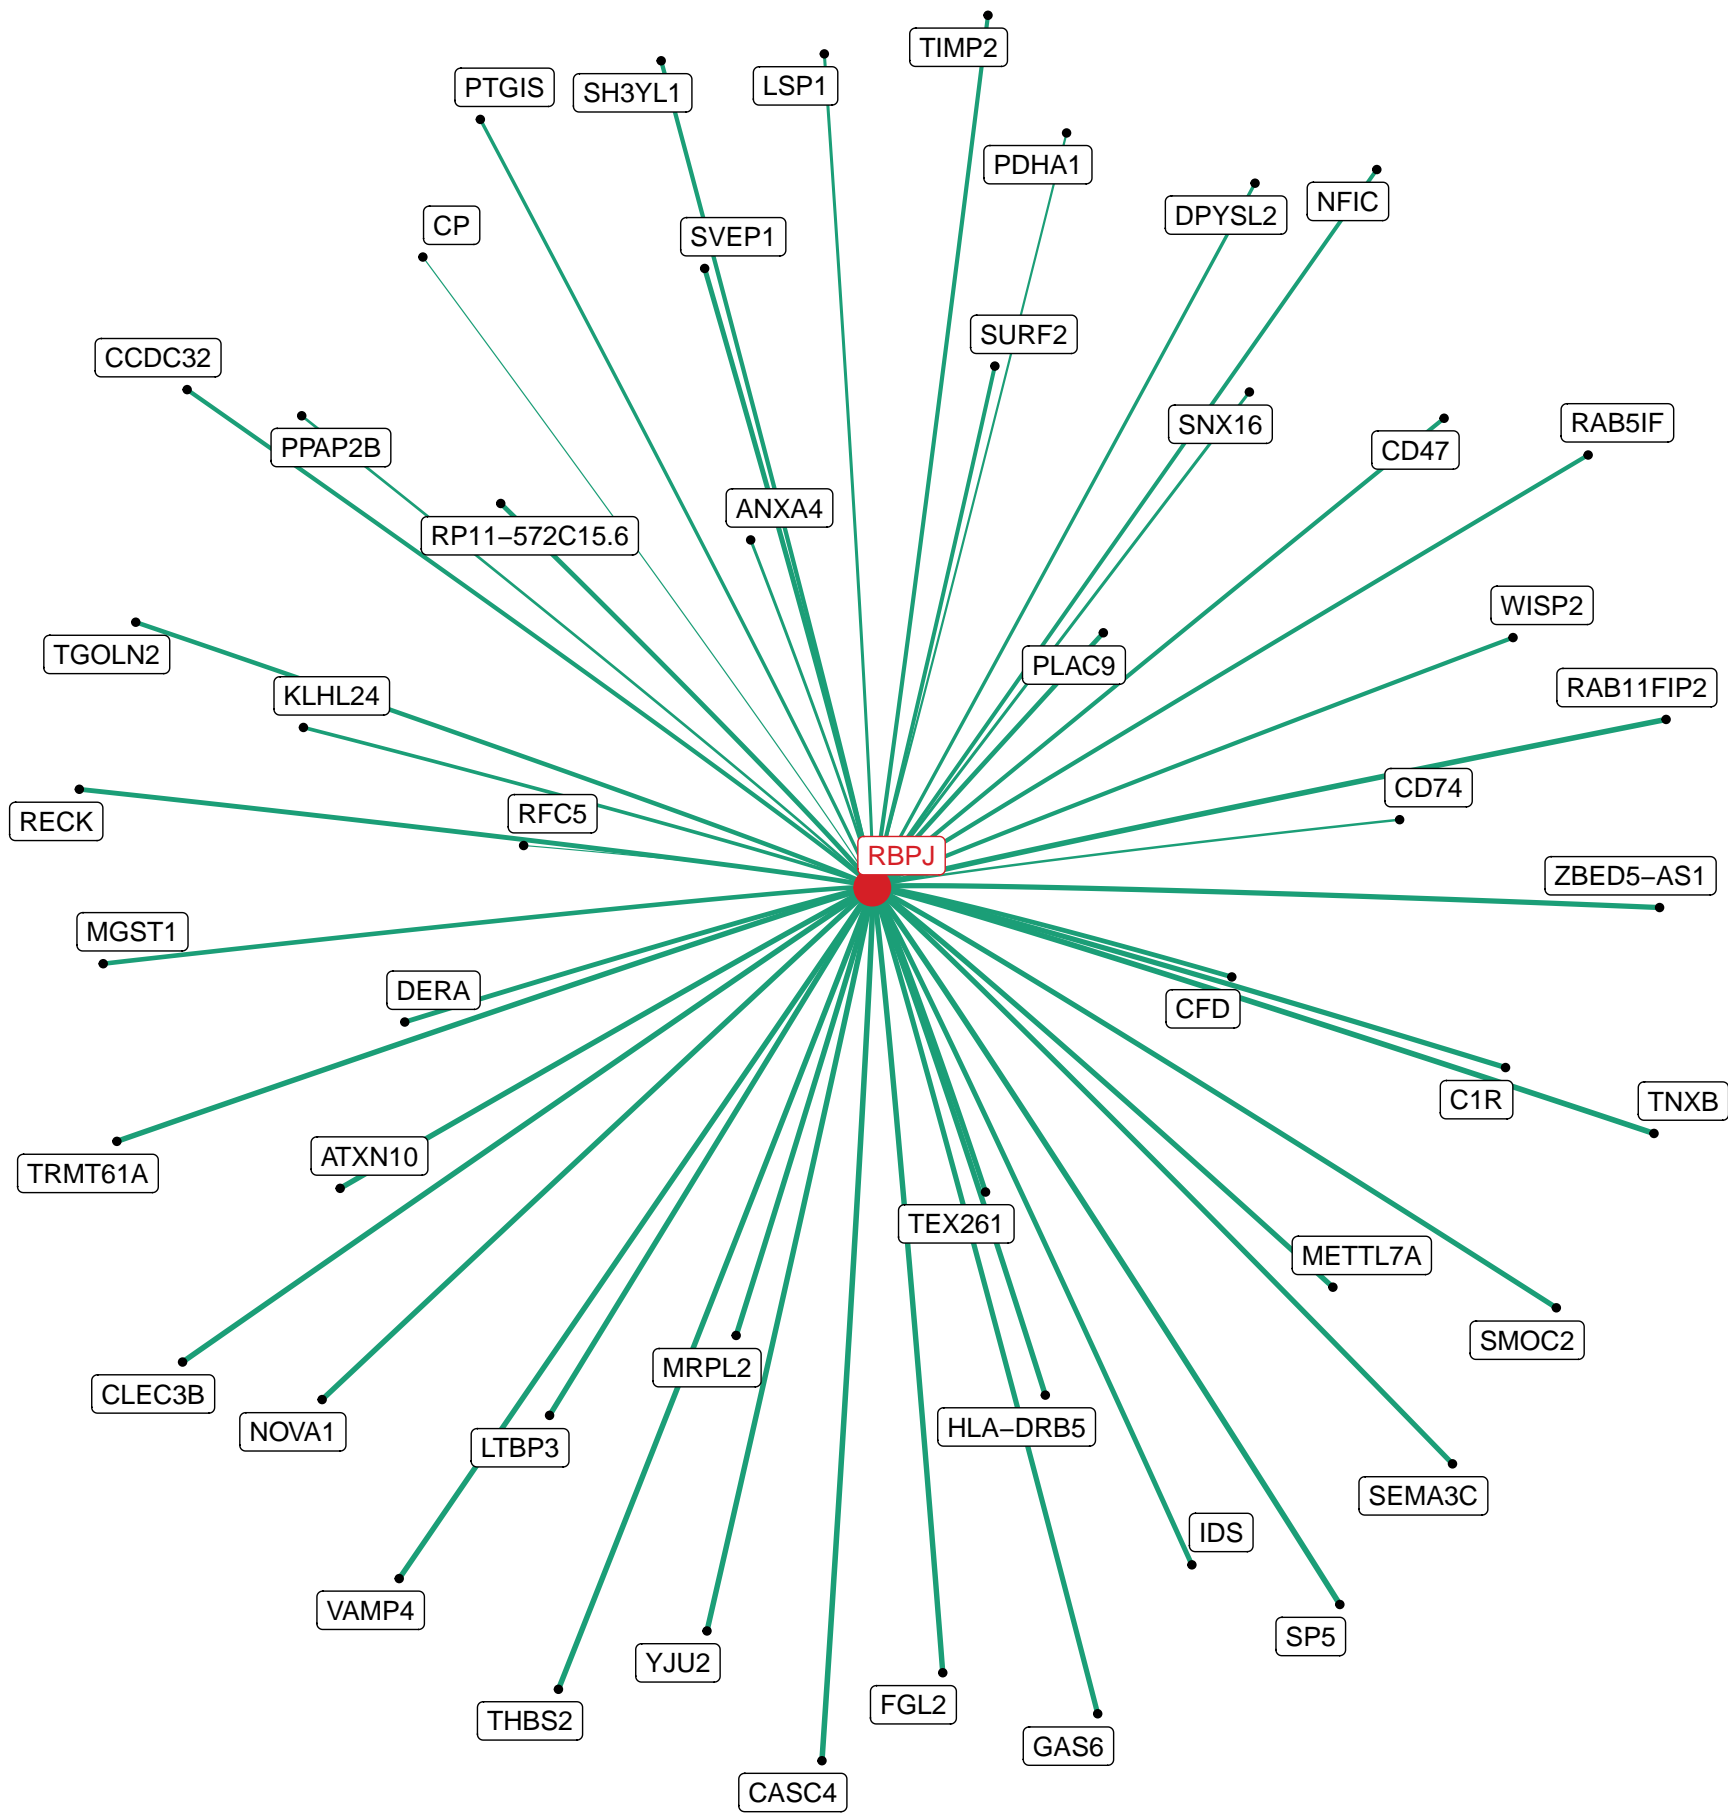 TIMP2
PTGIS
SH3YL1
LSP1
PDHA1
NFIC
DPYSL2
CP
SVEP1
SURF2
CCDC32
RAB5IF
SNX16
PPAP2B
CD47
ANXA4
RP11−572C15.6
WISP2
TGOLN2
PLAC9
RAB11FIP2
KLHL24
CD74
RFC5
RECK
RBPJ
ZBED5−AS1
MGST1
DERA
CFD
C1R
TNXB
ATXN10
TRMT61A
TEX261
METTL7A
SMOC2
MRPL2
CLEC3B
HLA−DRB5
NOVA1
LTBP3
SEMA3C
IDS
VAMP4
SP5
YJU2
FGL2
THBS2
GAS6
CASC4